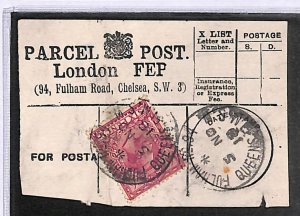 PARCEL POST.
London FEP
(94, Fulham Road, Chelsea, S.W. 3)
X LIST
Letter and
Number.
POSTAGE
S. D.
Insurance,
Registration
or Express
Fee.
FOR POSTA